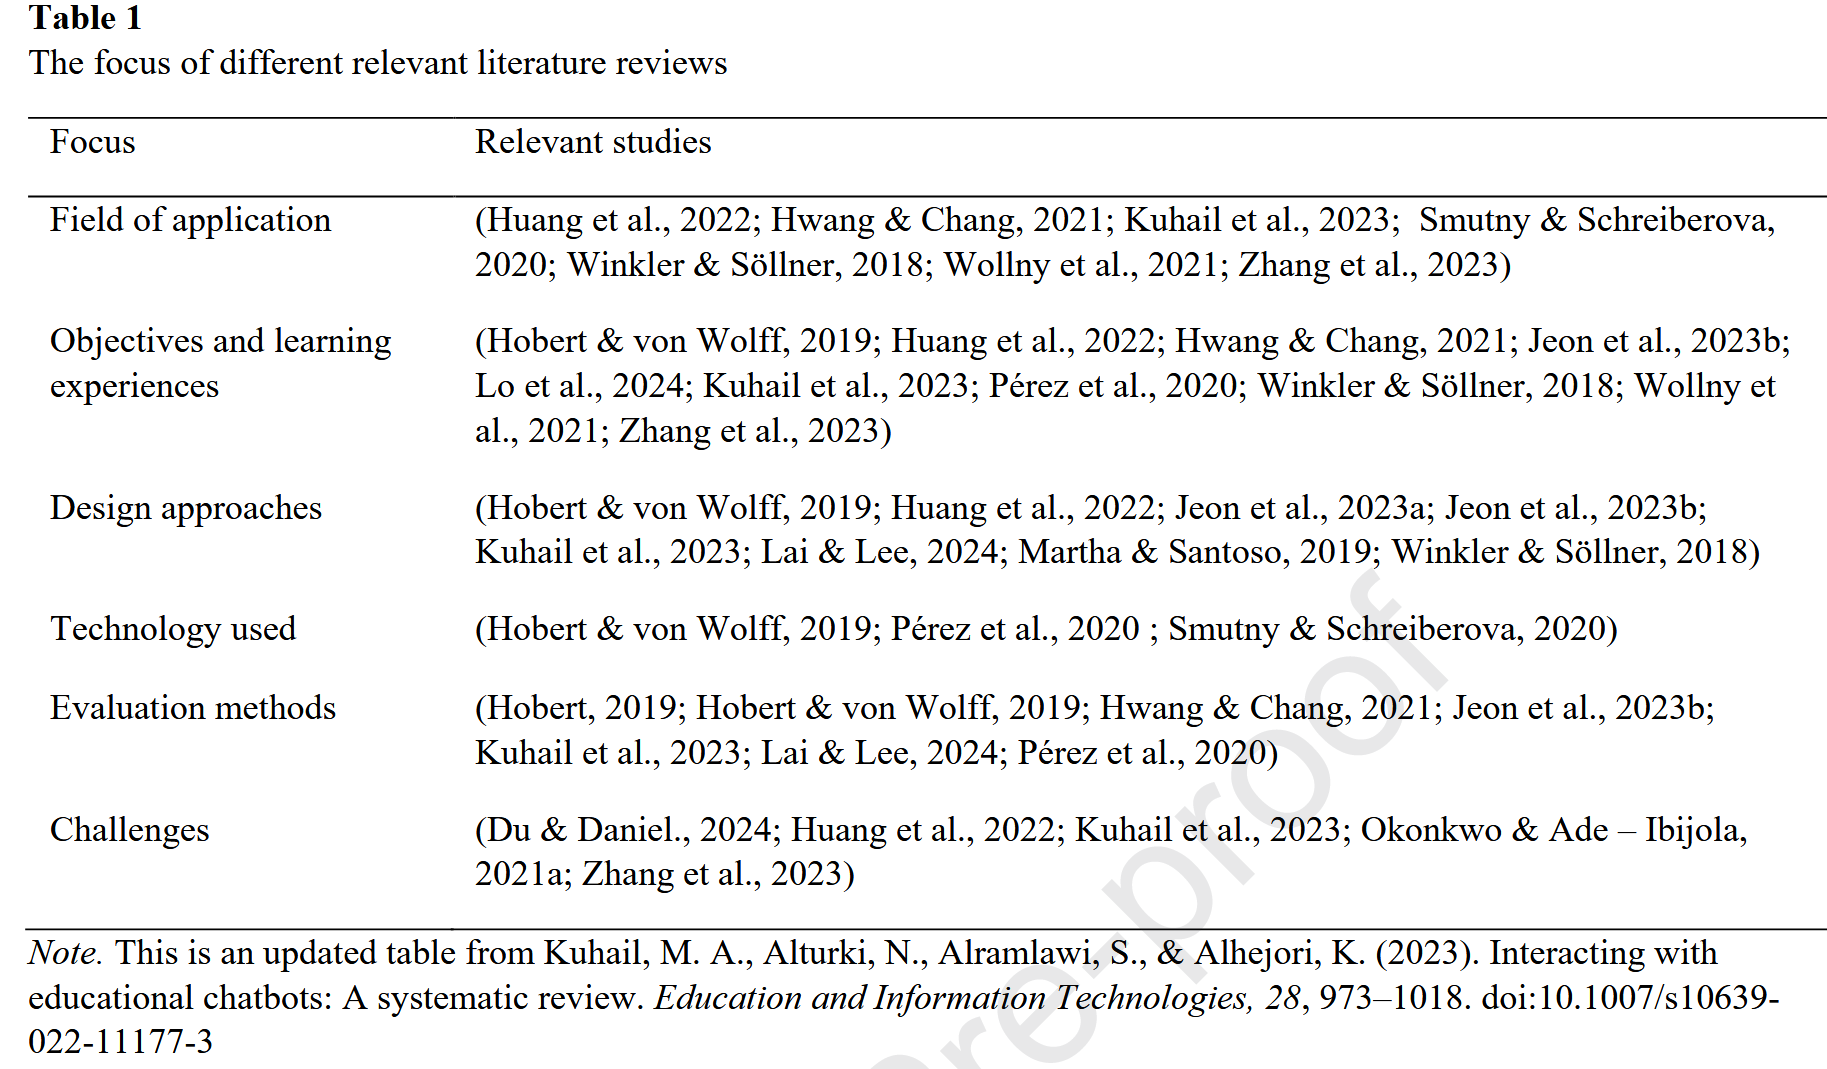 Table 1
The focus of different relevant literature reviews
Focus
Relevant studies
Field of application
(Huang et al., 2022; Hwang & Chang, 2021; Kuhail et al., 2023;  Smutny & Schreiberova,
2020; Winkler & Söllner, 2018; Wollny et al., 2021; Zhang et al., 2023)
Objectives and learning
experiences
(Hobert & von Wolff, 2019; Huang et al., 2022; Hwang & Chang, 2021; Jeon et al., 2023b;
Lo et al., 2024; Kuhail et al., 2023; Pérez et al., 2020; Winkler & Söllner, 2018; Wollny et
al., 2021; Zhang et al., 2023)
Design approaches
(Hobert & von Wolff, 2019; Huang et al., 2022; Jeon et al., 2023a; Jeon et al., 2023b;
Kuhail et al., 2023; Lai & Lee, 2024; Martha & Santoso, 2019; Winkler & Söllner, 2018)
Technology used
(Hobert & von Wolff, 2019; Pérez et al., 2020 ; Smutny & Schreiberova, 2020)
Evaluation methods
(Hobert, 2019; Hobert & von Wolff, 2019; Hwang & Chang, 2021; Jeon et al., 2023b;
Kuhail et al., 2023; Lai & Lee, 2024; Pérez et al., 2020)
Challenges
(Du & Daniel., 2024; Huang et al., 2022; Kuhail et al., 2023; Okonkwo & Ade – Ibijola,
2021a; Zhang et al., 2023)
Note. This is an updated table from Kuhail, M. A., Alturki, N., Alramlawi, S., & Alhejori, K. (2023). Interacting with
educational chatbots: A systematic review. Education and Information Technologies, 28, 973–1018. doi:10.1007/s10639-
022-11177-3
Pre-proof